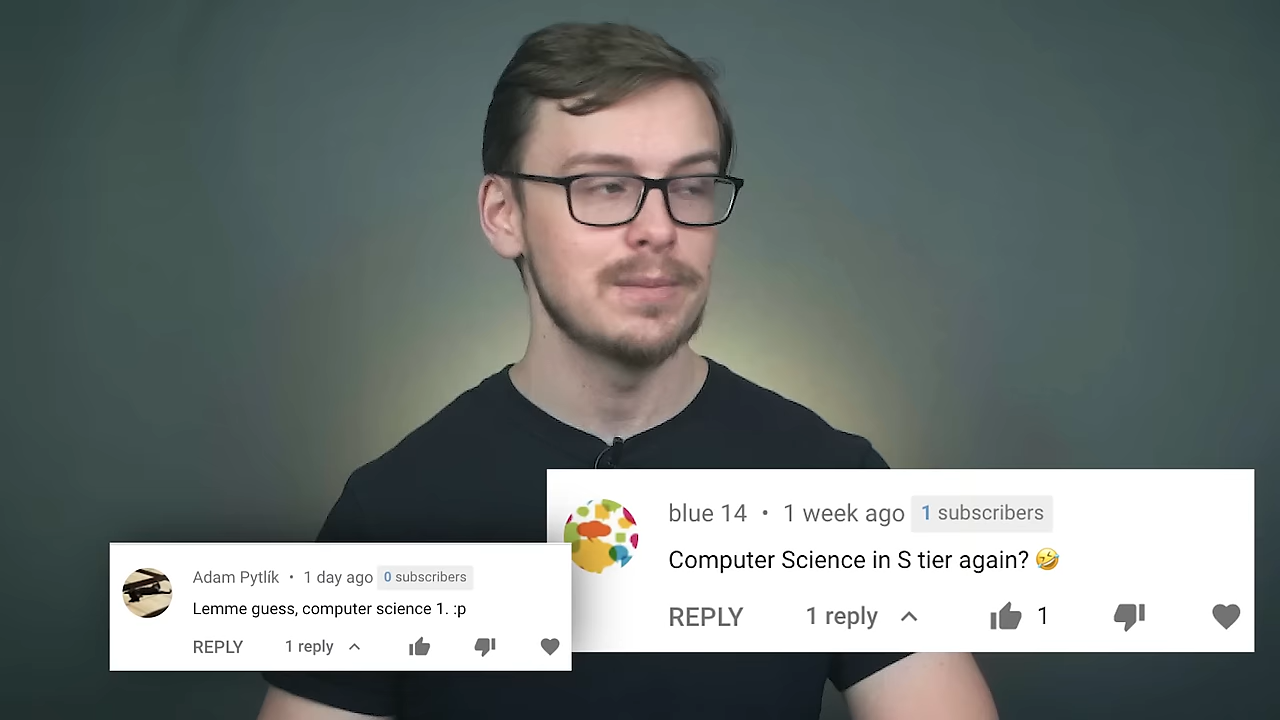 blue 14 • 1 week ago 1 subscribers
Computer Science in S tier again? 🤣
REPLY 1 reply 1
Adam Pytlík • 1 day ago 0 subscribers
Lemme guess, computer science 1. :p
REPLY 1 reply